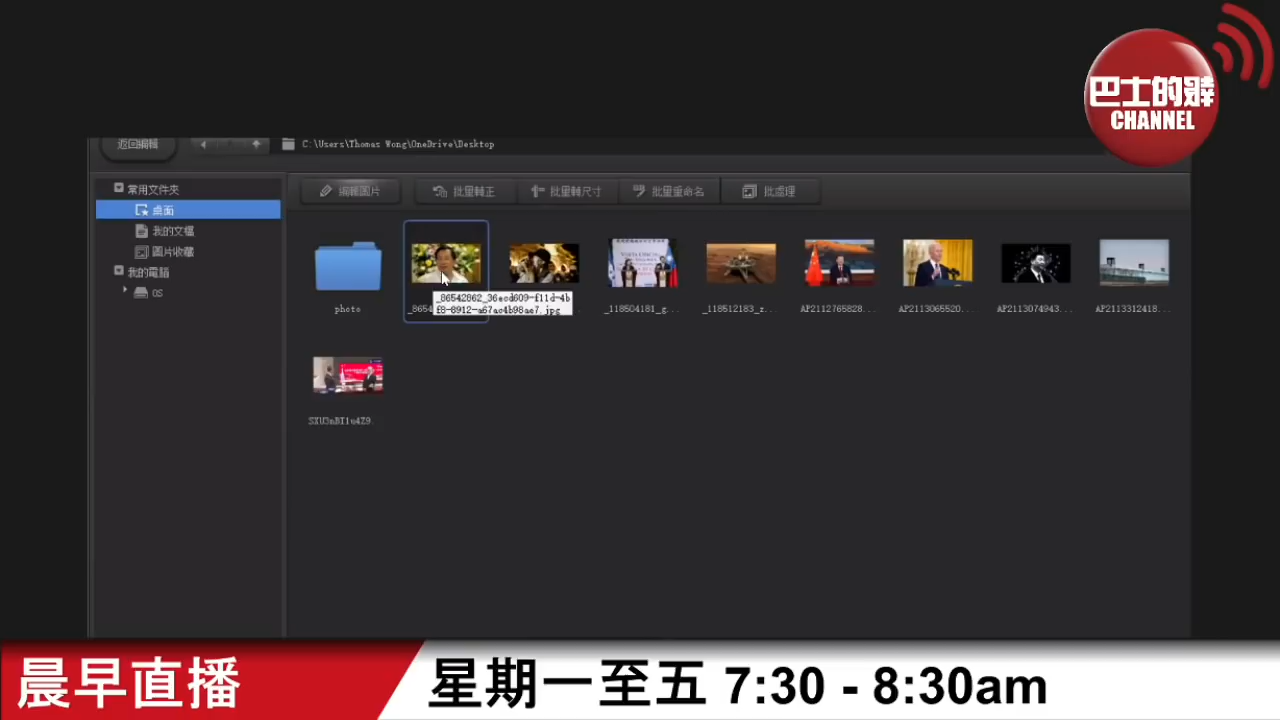 巴士的報
CHANNEL
返回編輯
C:\Users\Thomas Wong\OneDrive\Desktop
常用文件夾
桌面
我的文檔
圖片收藏
我的電腦
OS
編輯圖片
批量轉正
批量轉尺寸
批量重命名
批處理
photo
_8654
_86542862_36ecd609-f11d-4b
f8-8912-a67ac4b98ae7.jpg
_118504181_g...
_118512183_z...
AP2112765828...
AP2113065520...
AP2113074943...
AP2113312418...
晨早直播
星期一至五 7:30 - 8:30am